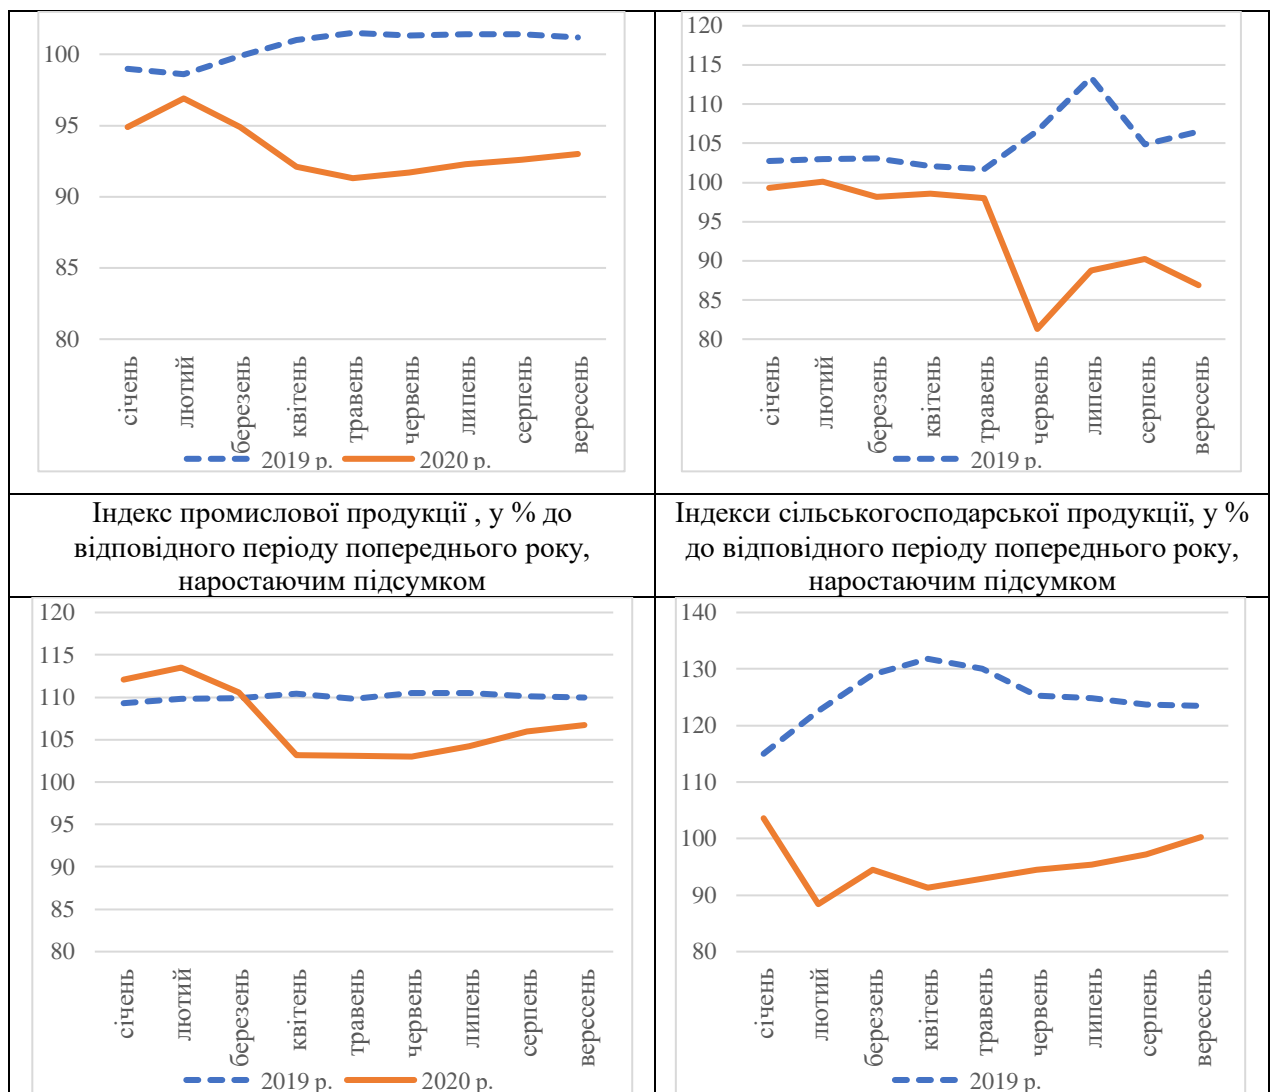 100
95
90
85
80
січень
лютий
березень
квітень
травень
червень
липень
серпень
вересень
2019 р.
2020 р.
120
115
110
105
100
95
90
85
80
січень
лютий
березень
квітень
травень
червень
липень
серпень
вересень
2019 р.
Індекс промислової продукції , у % до
відповідного періоду попереднього року,
наростаючим підсумком
Індекси сільськогосподарської продукції, у %
до відповідного періоду попереднього року,
наростаючим підсумком
120
115
110
105
100
95
90
85
80
січень
лютий
березень
квітень
травень
червень
липень
серпень
вересень
2019 р.
2020 р.
140
130
120
110
100
90
80
січень
лютий
березень
квітень
травень
червень
липень
серпень
вересень
2019 р.